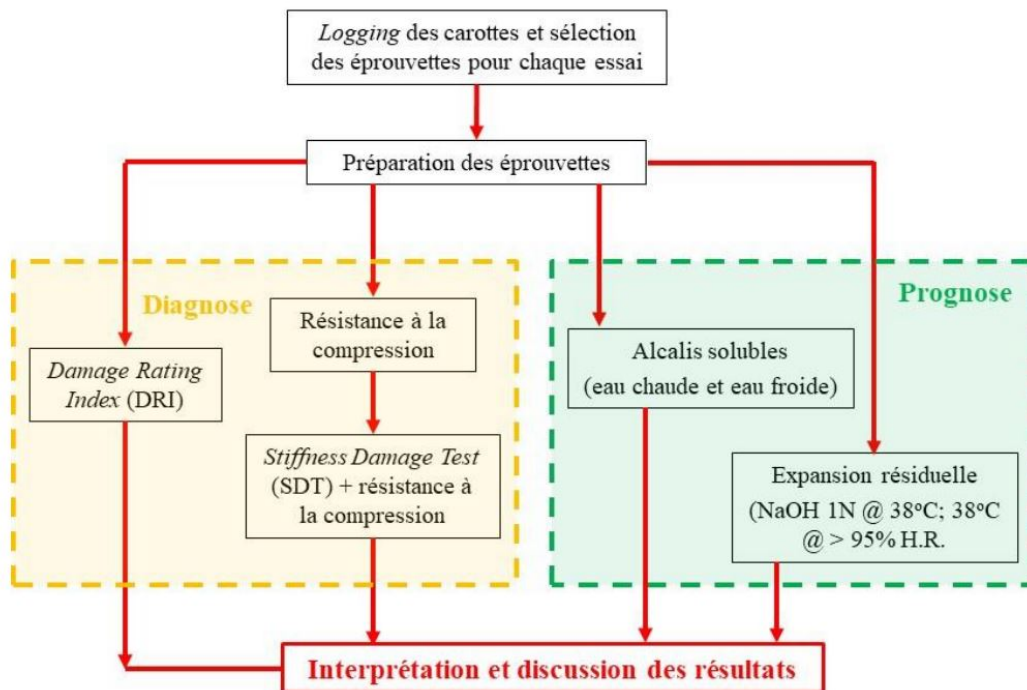 Logging des carottes et sélection
des éprouvettes pour chaque essai
Préparation des éprouvettes
Diagnose
Damage Rating
Index (DRI)
Résistance à la
compression
Stiffness Damage Test
(SDT) + résistance à
la compression
Prognose
Alcalis solubles
(eau chaude et eau froide)
Expansion résiduelle
(NaOH 1N @ 38ºC; 38ºC
@ > 95% H.R.
Interprétation et discussion des résultats